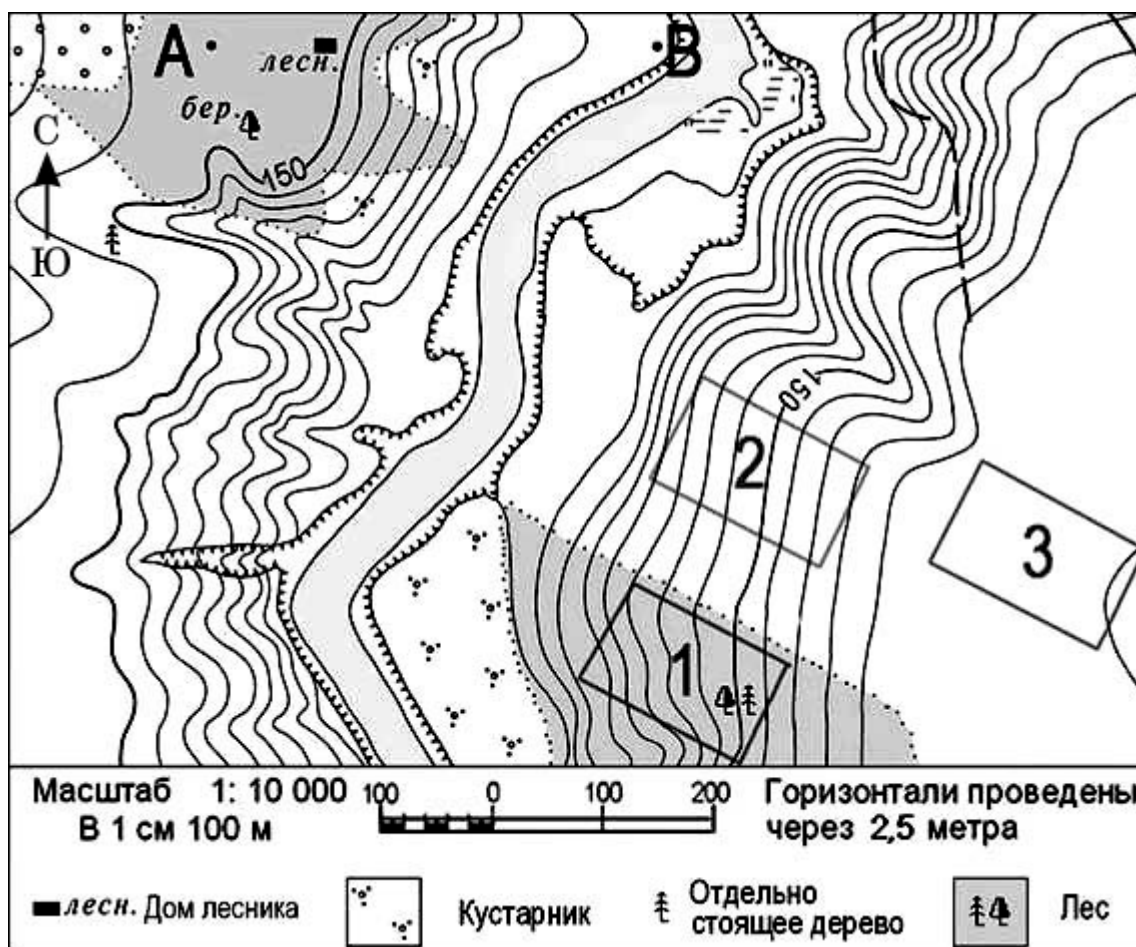 А лесн. В
бер.
С
150
Ю
150
2
3
1
Масштаб 1: 10 000
В 1 см 100 м
100 0 100 200
Горизонтали проведены
через 2,5 метра
лесн. Дом лесника
Кустарник
Отдельно
стоящее дерево
Лес